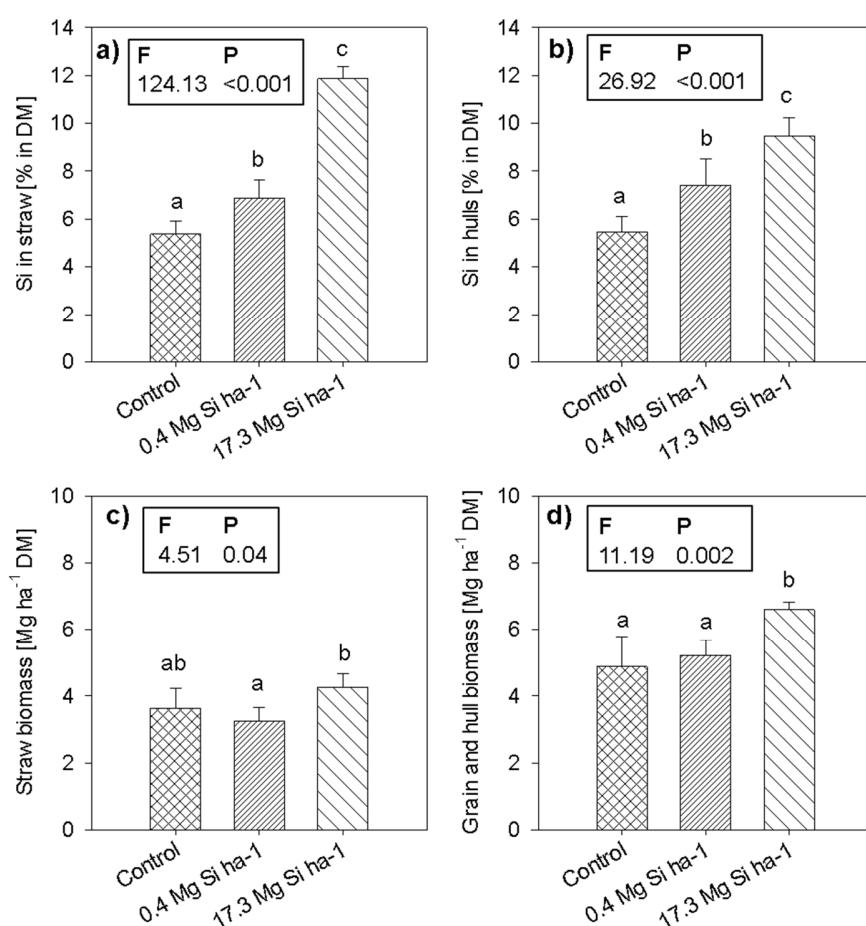 a)
F P
124.13 <0.001
Si in straw [% in DM]
14
12
10
8
6
4
2
0
a
b
c
Control
0.4 Mg Si ha-1
17.3 Mg Si ha-1
b)
F P
26.92 <0.001
Si in hulls [% in DM]
14
12
10
8
6
4
2
0
a
b
c
Control
0.4 Mg Si ha-1
17.3 Mg Si ha-1
c)
F P
4.51 0.04
Straw biomass [Mg ha⁻¹ DM]
10
8
6
4
2
0
ab
a
b
Control
0.4 Mg Si ha-1
17.3 Mg Si ha-1
d)
F P
11.19 0.002
Grain and hull biomass [Mg ha⁻¹ DM]
10
8
6
4
2
0
a
a
b
Control
0.4 Mg Si ha-1
17.3 Mg Si ha-1